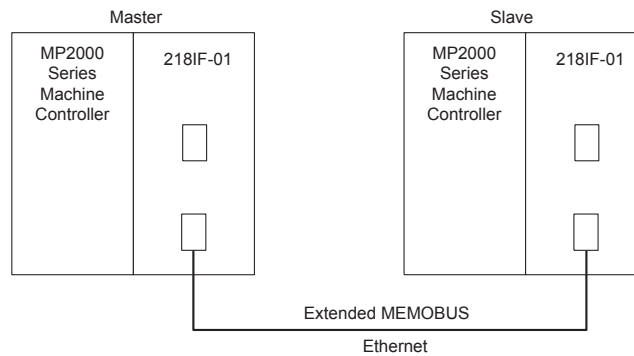 Master
MP2000
Series
Machine
Controller
218IF-01
Slave
MP2000
Series
Machine
Controller
218IF-01
Extended MEMOBUS
Ethernet